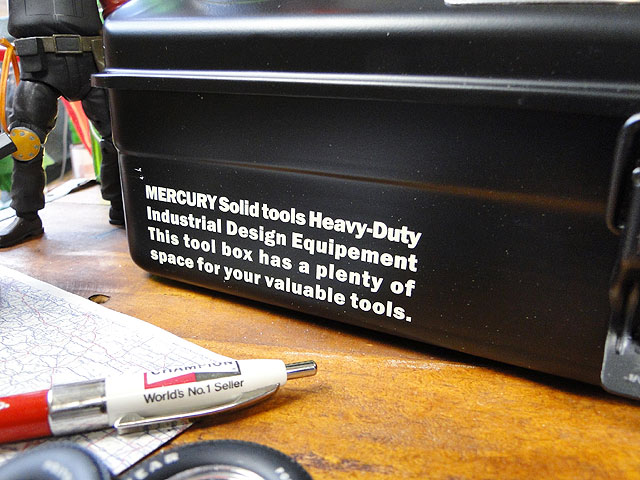 MERCURY Solid tools Heavy-Duty
Industrial Design Equipement
This tool box has a plenty of
space for your valuable tools.
CHAMPION
World's No.1 Seller